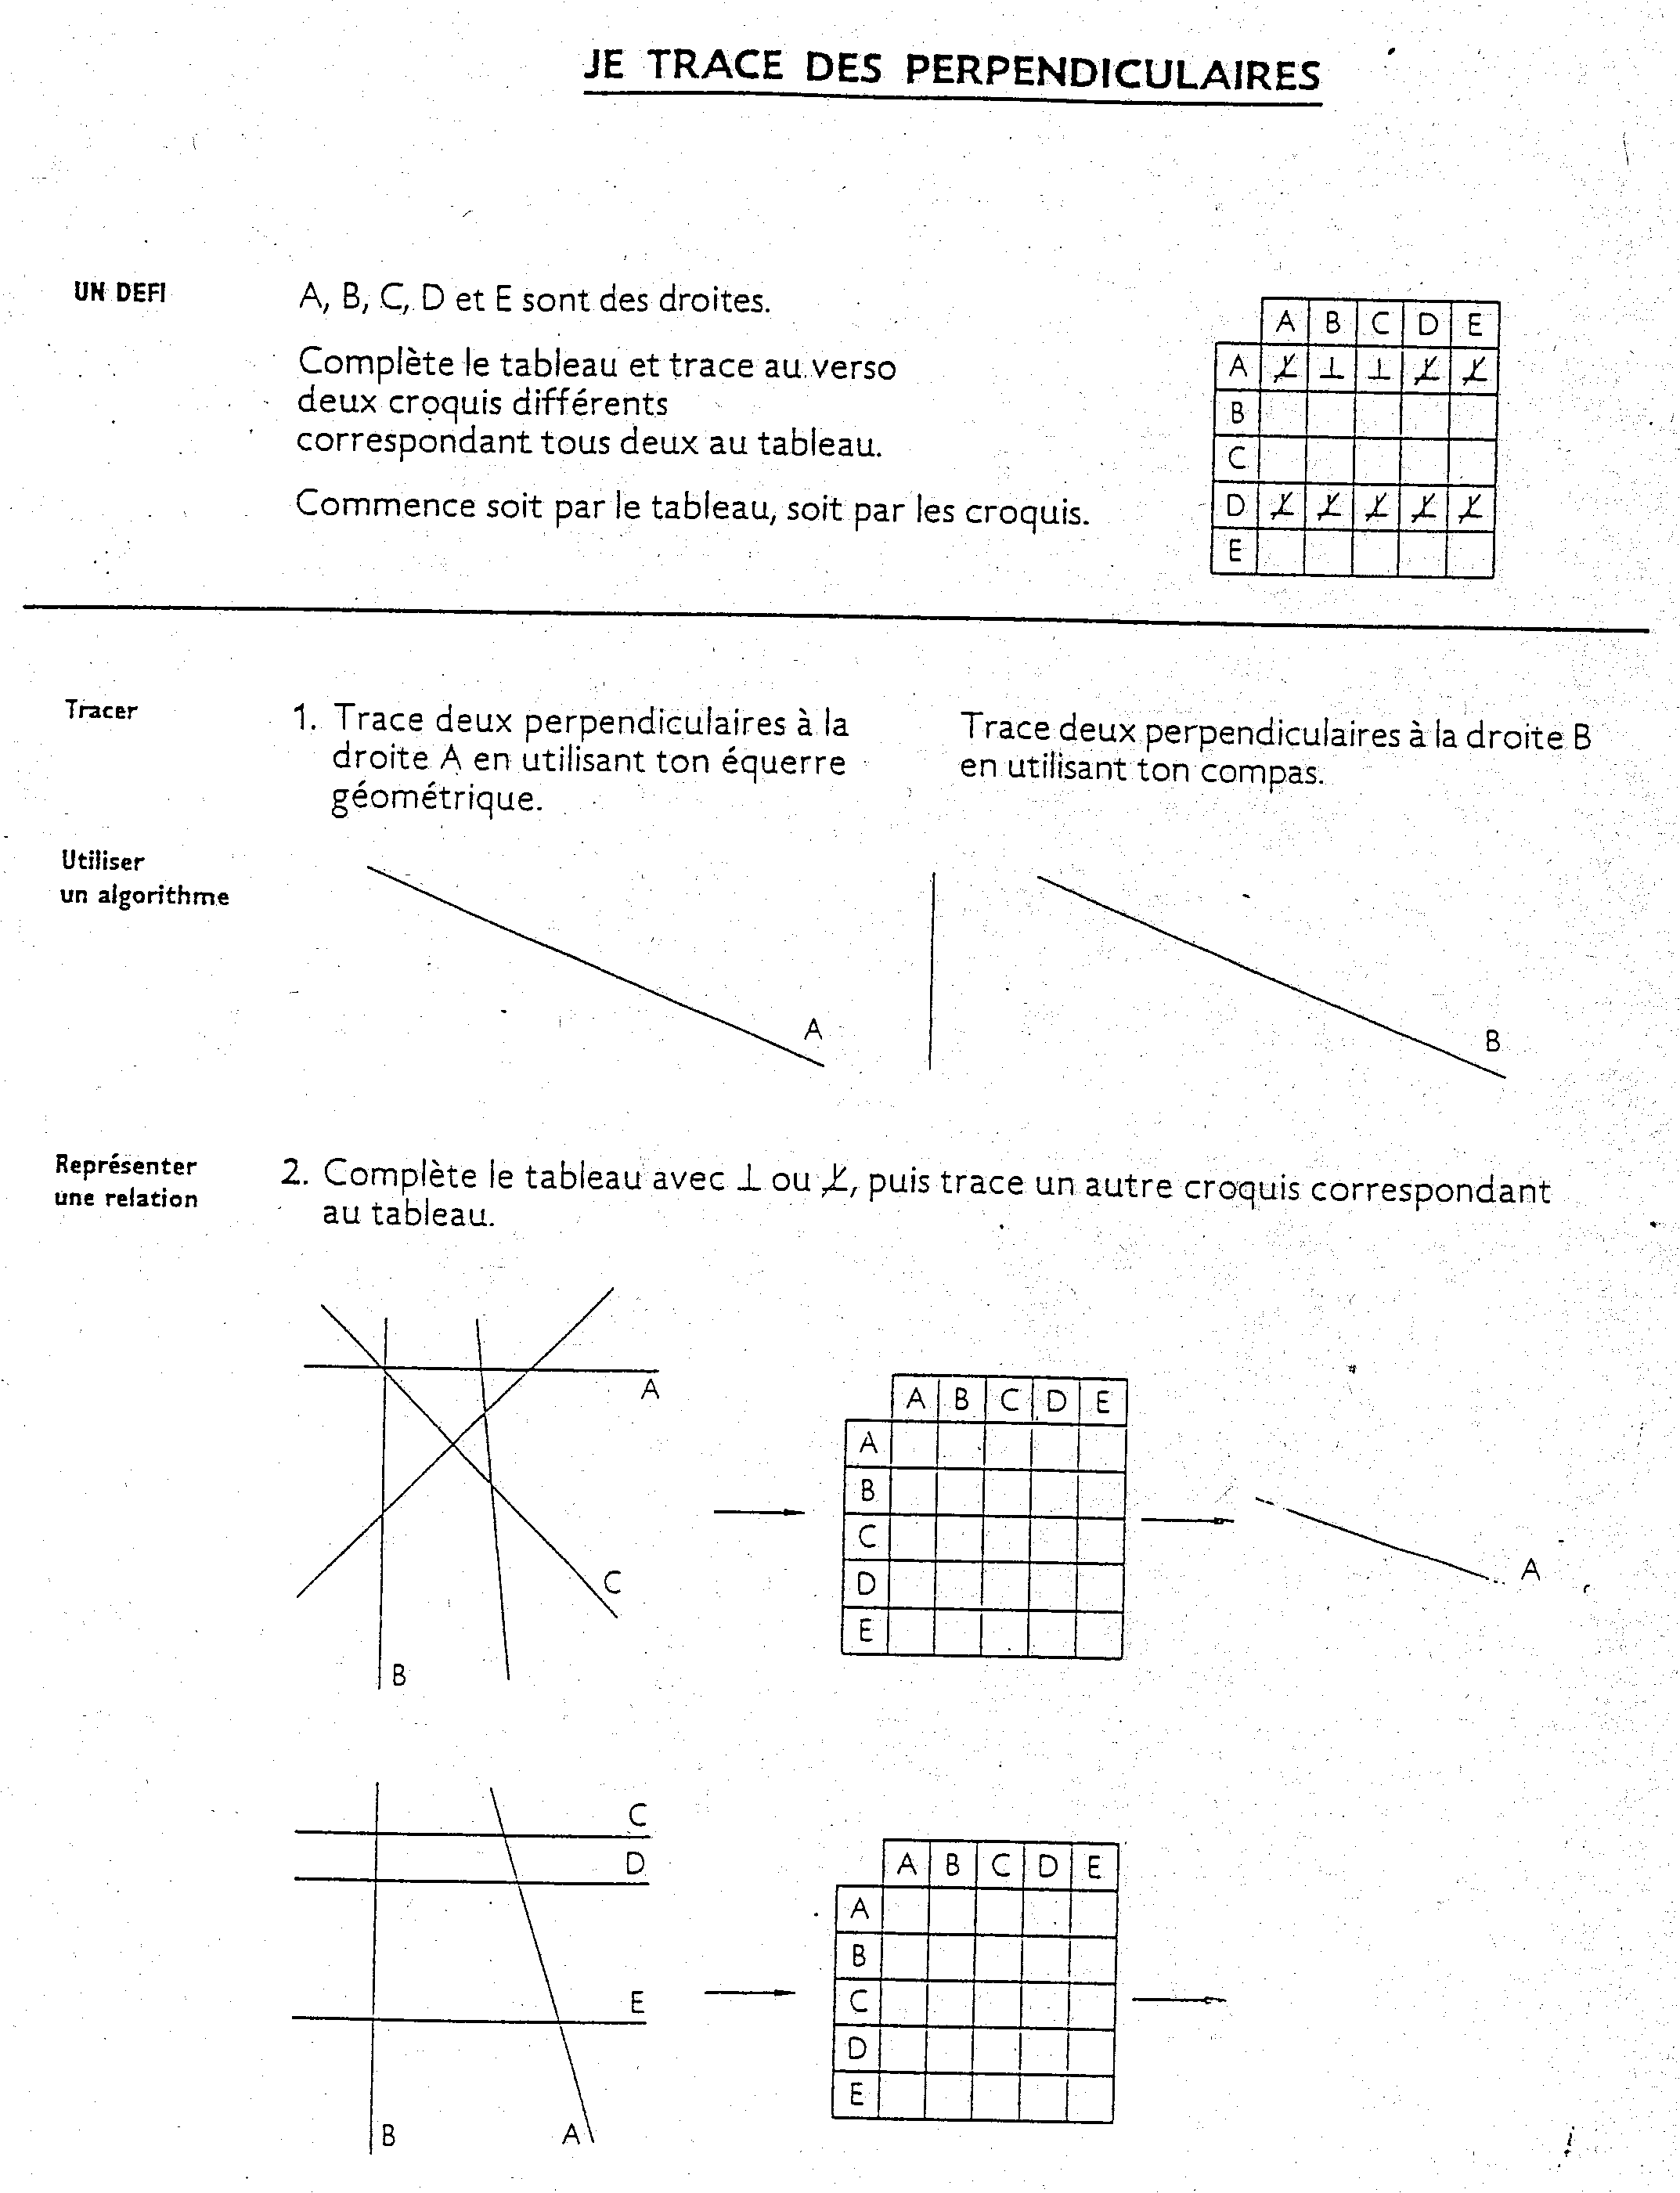 JE TRACE DES PERPENDICULAIRES
UN DEFI
A, B, C, D et E sont des droites.
Complète le tableau et trace au verso
deux croquis différents
correspondant tous deux au tableau.
Commence soit par le tableau, soit par les croquis.
A B C D E
A ⊥̸ ⊥ ⊥ ⊥̸ ⊥̸
B
C
D ⊥̸ ⊥̸ ⊥̸ ⊥̸ ⊥̸
E
Tracer
1. Trace deux perpendiculaires à la
droite A en utilisant ton équerre
géométrique.
Trace deux perpendiculaires à la droite B
en utilisant ton compas.
Utiliser
un algorithme
A
B
Représenter
une relation
2. Complète le tableau avec ⊥ ou ⊥̸, puis trace un autre croquis correspondant
au tableau.
A
C
B
A B C D E
A
B
C
D
E
A
C
D
E
B
A
A B C D E
A
B
C
D
E